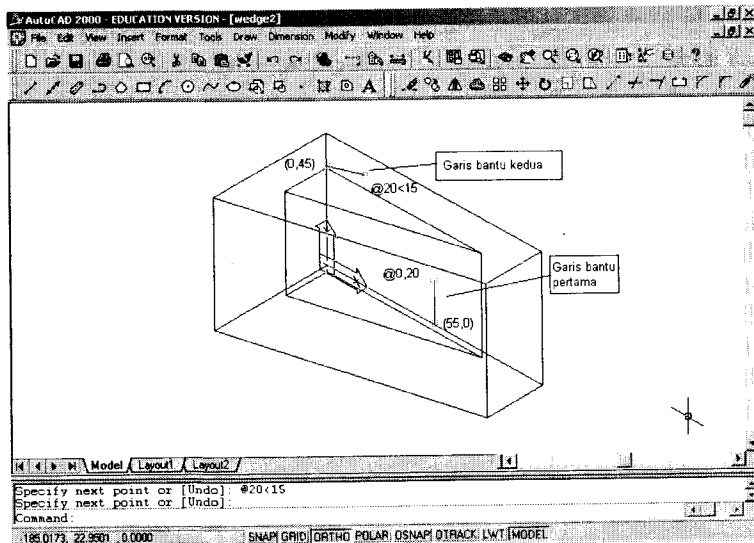 AutoCAD 2000 - EDUCATION VERSION - [wedge2]
File Edit View Insert Format Tools Draw Dimension Modify Window Help
A
(0,45)
Garis bantu kedua
@20<15
@0,20
Garis bantu
pertama
(55,0)
Model Layout1 Layout2
Specify next point or [Undo]: @20<15
Specify next point or [Undo]:
Command:
185.0173, 22.9501 , 0.0000 SNAP GRID ORTHO POLAR OSNAP OTRACK LWT MODEL